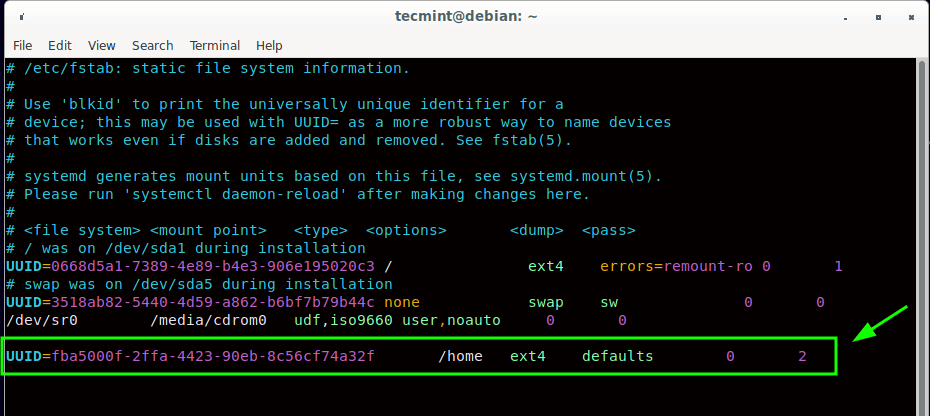 tecmint@debian: ~
File Edit View Search Terminal Help
# /etc/fstab: static file system information.
#
# Use 'blkid' to print the universally unique identifier for a
# device; this may be used with UUID= as a more robust way to name devices
# that works even if disks are added and removed. See fstab(5).
#
# systemd generates mount units based on this file, see systemd.mount(5).
# Please run 'systemctl daemon-reload' after making changes here.
#
# <file system> <mount point>   <type>  <options>       <dump>  <pass>
# / was on /dev/sda1 during installation
UUID=0668d5a1-7389-4e89-b4e3-906e195020c3 /               ext4    errors=remount-ro 0       1
# swap was on /dev/sda5 during installation
UUID=3518ab82-5440-4d59-a862-b6bf7b79b44c none            swap    sw              0       0
/dev/sr0        /media/cdrom0   udf,iso9660 user,noauto     0       0
UUID=fba5000f-2ffa-4423-90eb-8c56cf74a32f       /home   ext4    defaults        0       2